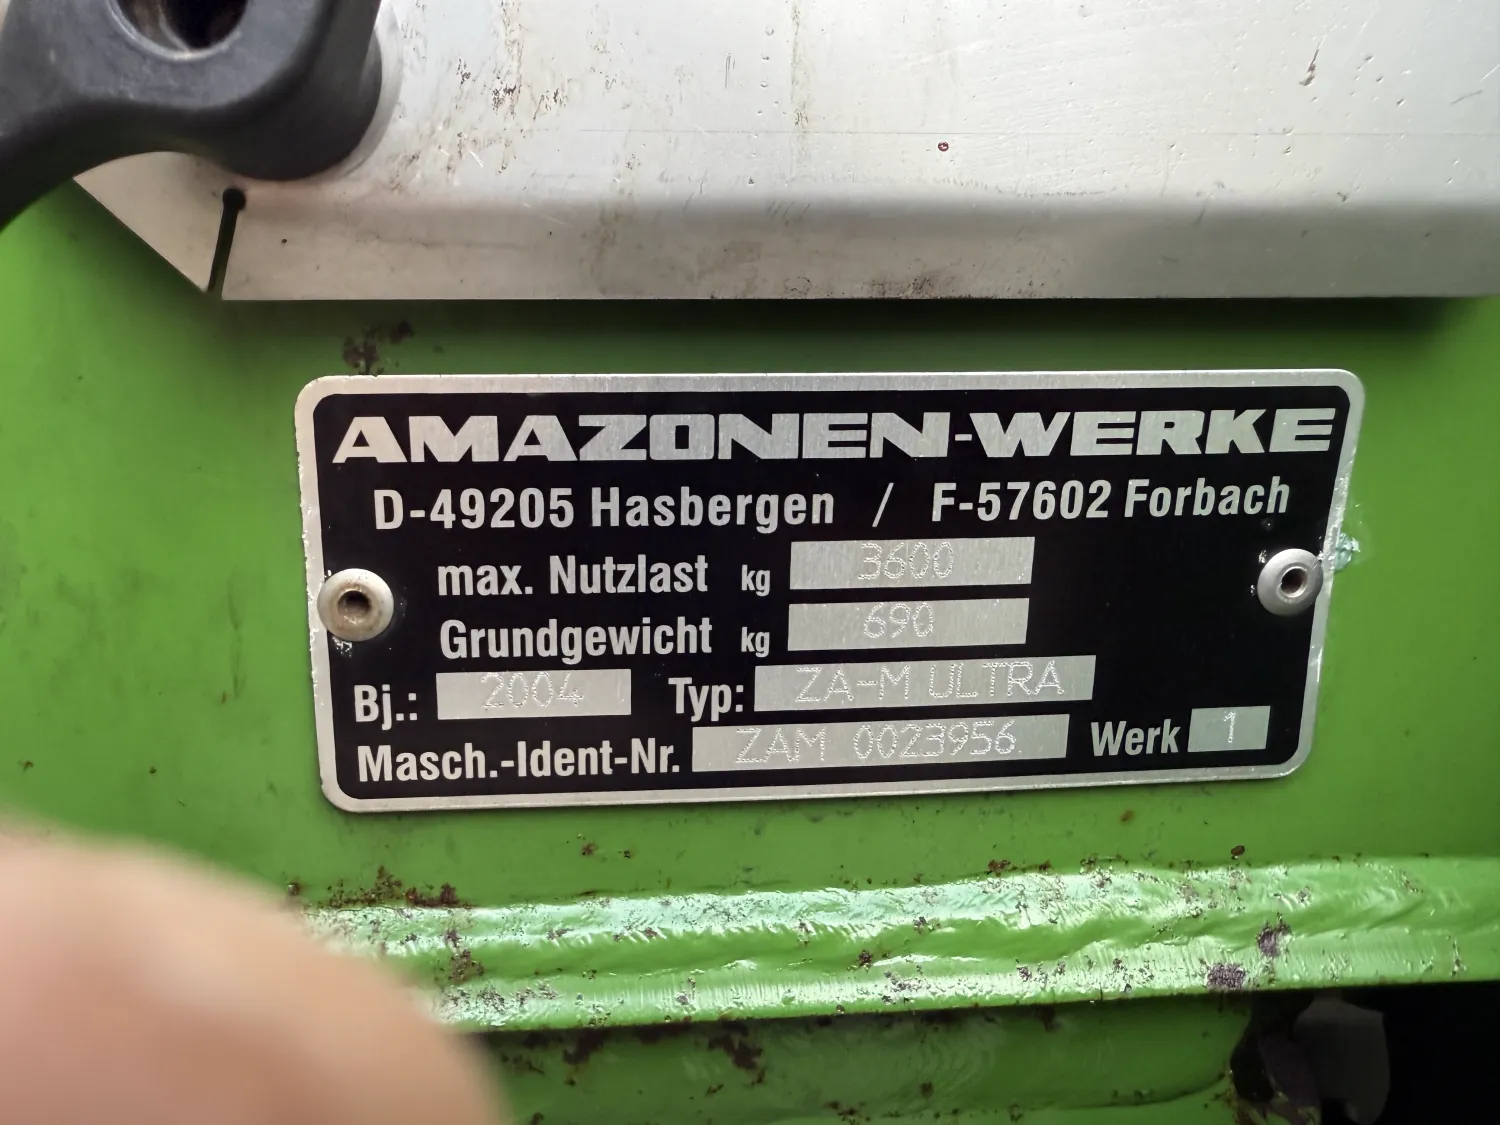 AMAZONEN-WERKE
D-49205 Hasbergen / F-57602 Forbach
max. Nutzlast kg 3600
Grundgewicht kg 690
Bj.: 2004 Typ: ZA-M ULTRA
Masch.-Ident-Nr. ZAM 0023956 Werk 1